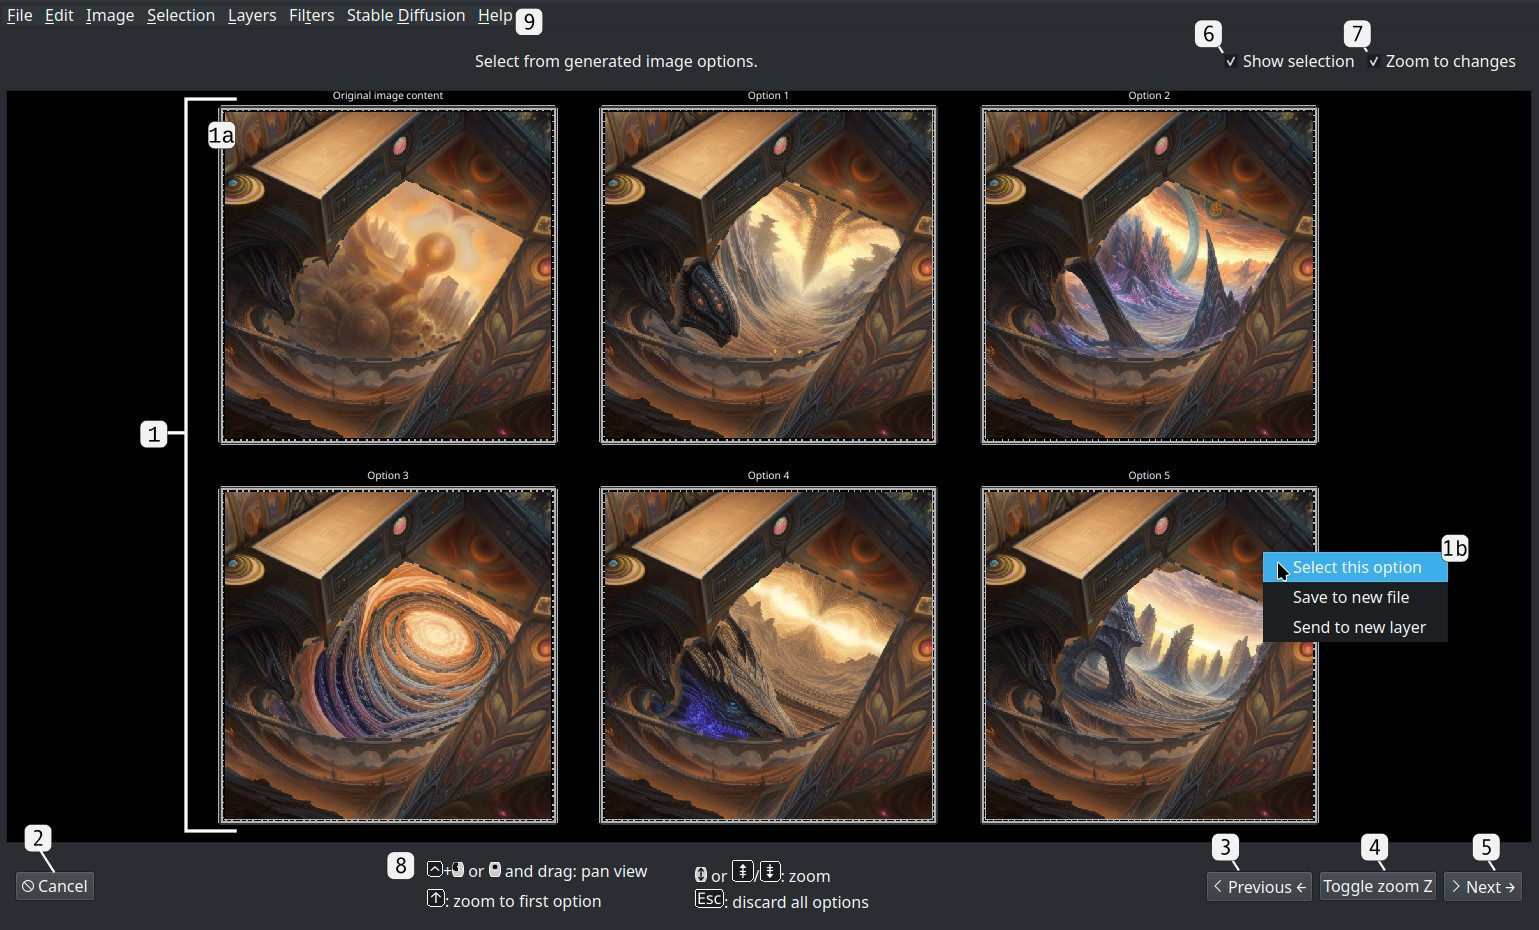 File Edit Image Selection Layers Filters Stable Diffusion Help 9
6 7
Select from generated image options.
✓ Show selection ✓ Zoom to changes
Original image content Option 1 Option 2
1a
1
Option 3 Option 4 Option 5
1b
Select this option
Save to new file
Send to new layer
2 3 4 5
8
^+ or and drag: pan view
or ⇞/⇟: zoom
Cancel
< Previous ← Toggle zoom Z > Next →
↑: zoom to first option
Esc: discard all options